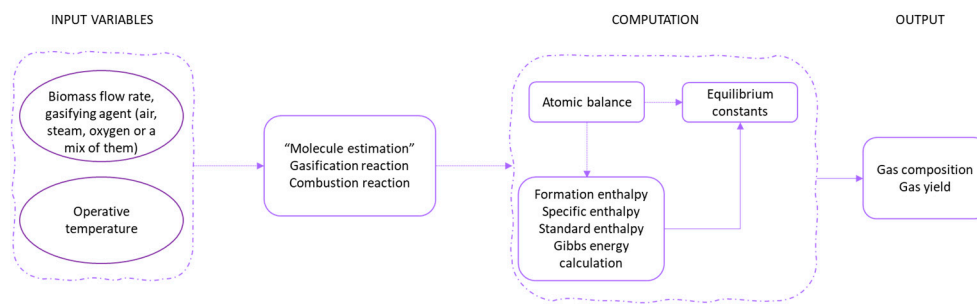 INPUT VARIABLES
COMPUTATION
OUTPUT
Biomass flow rate,
gasifying agent (air,
steam, oxygen or a
mix of them)
Operative
temperature
“Molecule estimation”
Gasification reaction
Combustion reaction
Atomic balance
Equilibrium
constants
Formation enthalpy
Specific enthalpy
Standard enthalpy
Gibbs energy
calculation
Gas composition
Gas yield